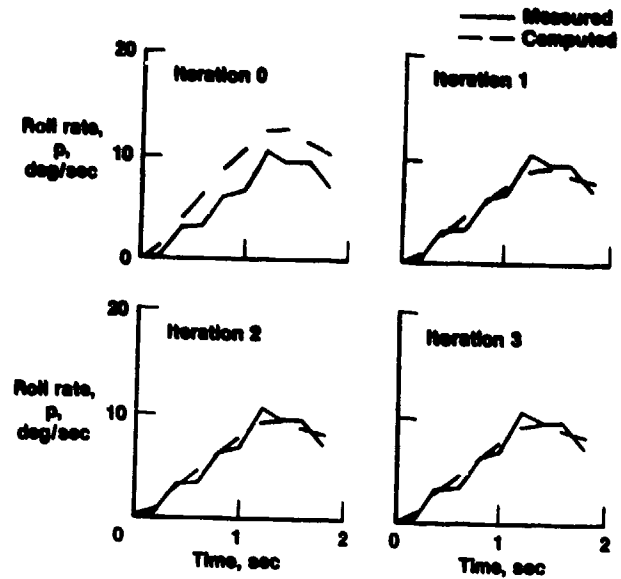 Measured
Computed
20
Iteration 0
Iteration 1
Roll rate,
p,
deg/sec
10
0
20
Iteration 2
Iteration 3
Roll rate,
p,
deg/sec
10
0
1
2
0
1
2
Time, sec
Time, sec